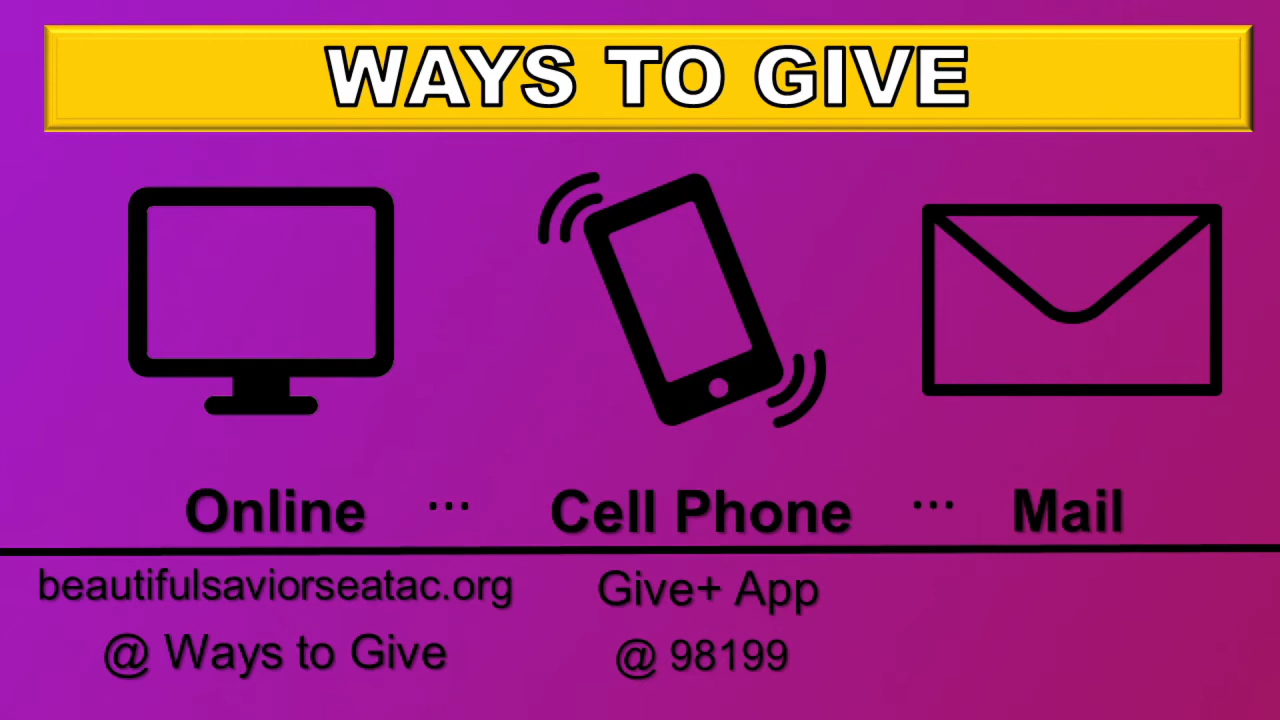 WAYS TO GIVE
Online ... Cell Phone ... Mail
beautifulsaviorseatac.org
@ Ways to Give
Give+ App
@ 98199